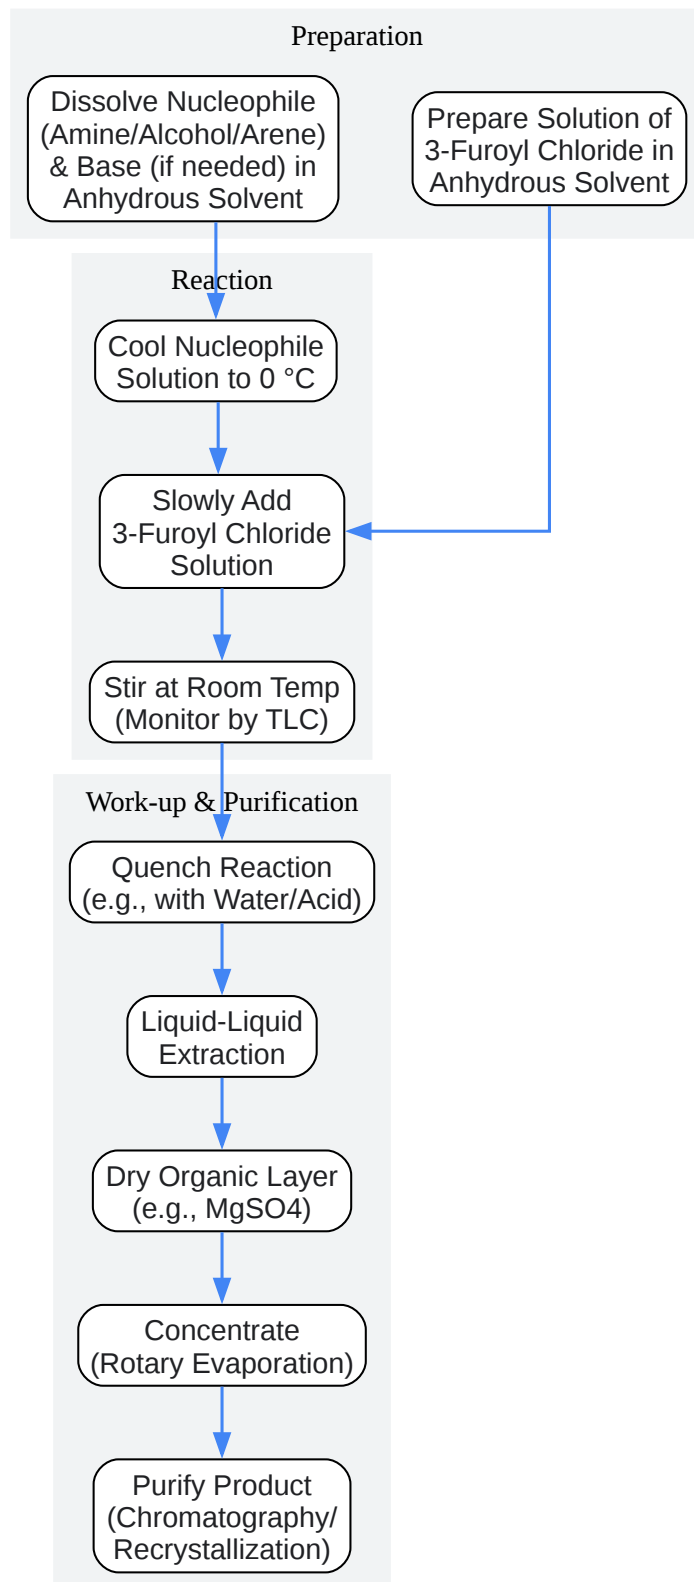 Preparation
Dissolve Nucleophile
(Amine/Alcohol/Arene)
& Base (if needed) in
Anhydrous Solvent
Prepare Solution of
3-Furoyl Chloride in
Anhydrous Solvent
Reaction
Cool Nucleophile
Solution to 0 °C
Slowly Add
3-Furoyl Chloride
Solution
Stir at Room Temp
(Monitor by TLC)
Work-up & Purification
Quench Reaction
(e.g., with Water/Acid)
Liquid-Liquid
Extraction
Dry Organic Layer
(e.g., MgSO4)
Concentrate
(Rotary Evaporation)
Purify Product
(Chromatography/
Recrystallization)